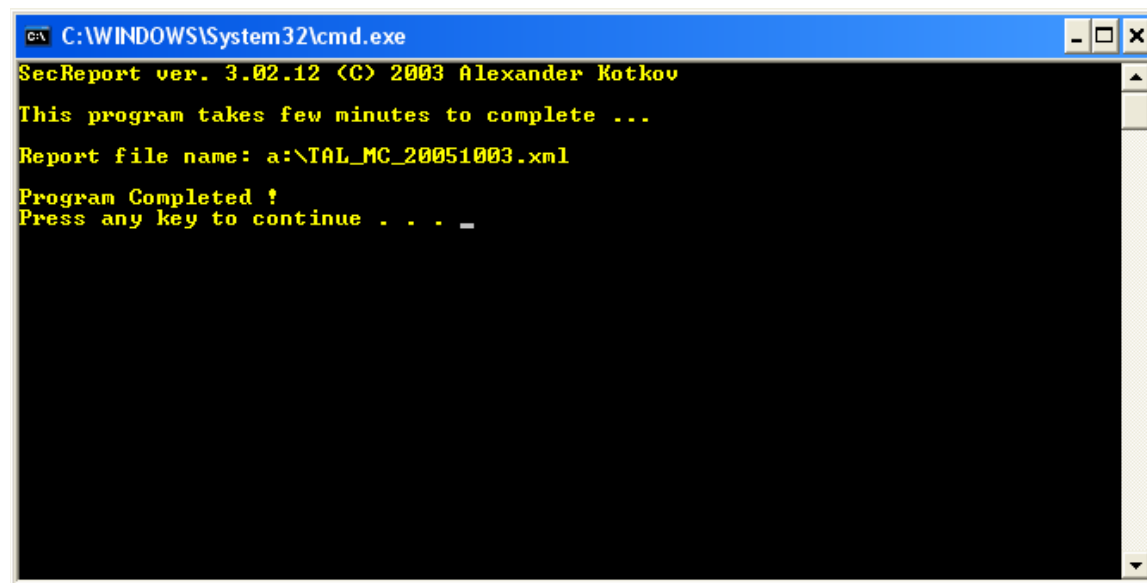 C:\WINDOWS\System32\cmd.exe
SecReport ver. 3.02.12 (C) 2003 Alexander Kotkov
This program takes few minutes to complete ...
Report file name: a:\TAL_MC_20051003.xml
Program Completed !
Press any key to continue . . . _